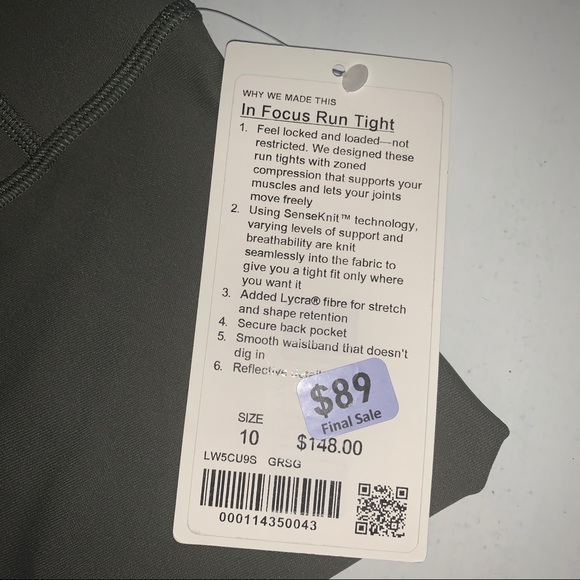 WHY WE MADE THIS
In Focus Run Tight
1. Feel locked and loaded—not
restricted. We designed these
run tights with zoned
compression that supports your
muscles and lets your joints
move freely
2. Using SenseKnit™ technology,
varying levels of support and
breathability are knit
seamlessly into the fabric to
give you a tight fit only where
you want it
3. Added Lycra® fibre for stretch
and shape retention
4. Secure back pocket
5. Smooth waistband that doesn't
dig in
6. Reflective
$89
Final Sale
SIZE
10 $148.00
LW5CU9S GRSG
000114350043